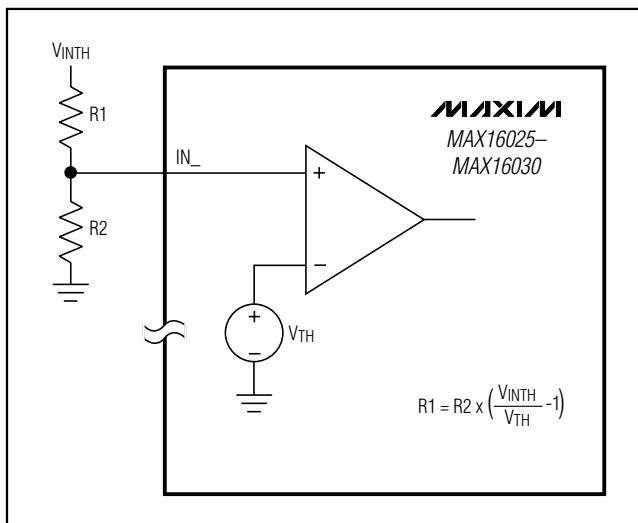 VINTH
R1
R2
IN_
MAXIM
MAX16025–
MAX16030
+
−
+
−
VTH
R1 = R2 x (VINTH/VTH -1)